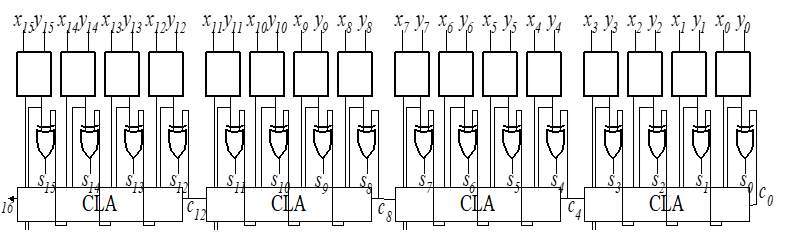 x15 y15 x14 y14 x13 y13 x12 y12 x11 y11 x10 y10 x9 y9 x8 y8 x7 y7 x6 y6 x5 y5 x4 y4 x3 y3 x2 y2 x1 y1 x0 y0
s15 s14 s13 s12 s11 s10 s9 s8 s7 s6 s5 s4 s3 s2 s1 s0
16 CLA c12 CLA c8 CLA c4 CLA c0